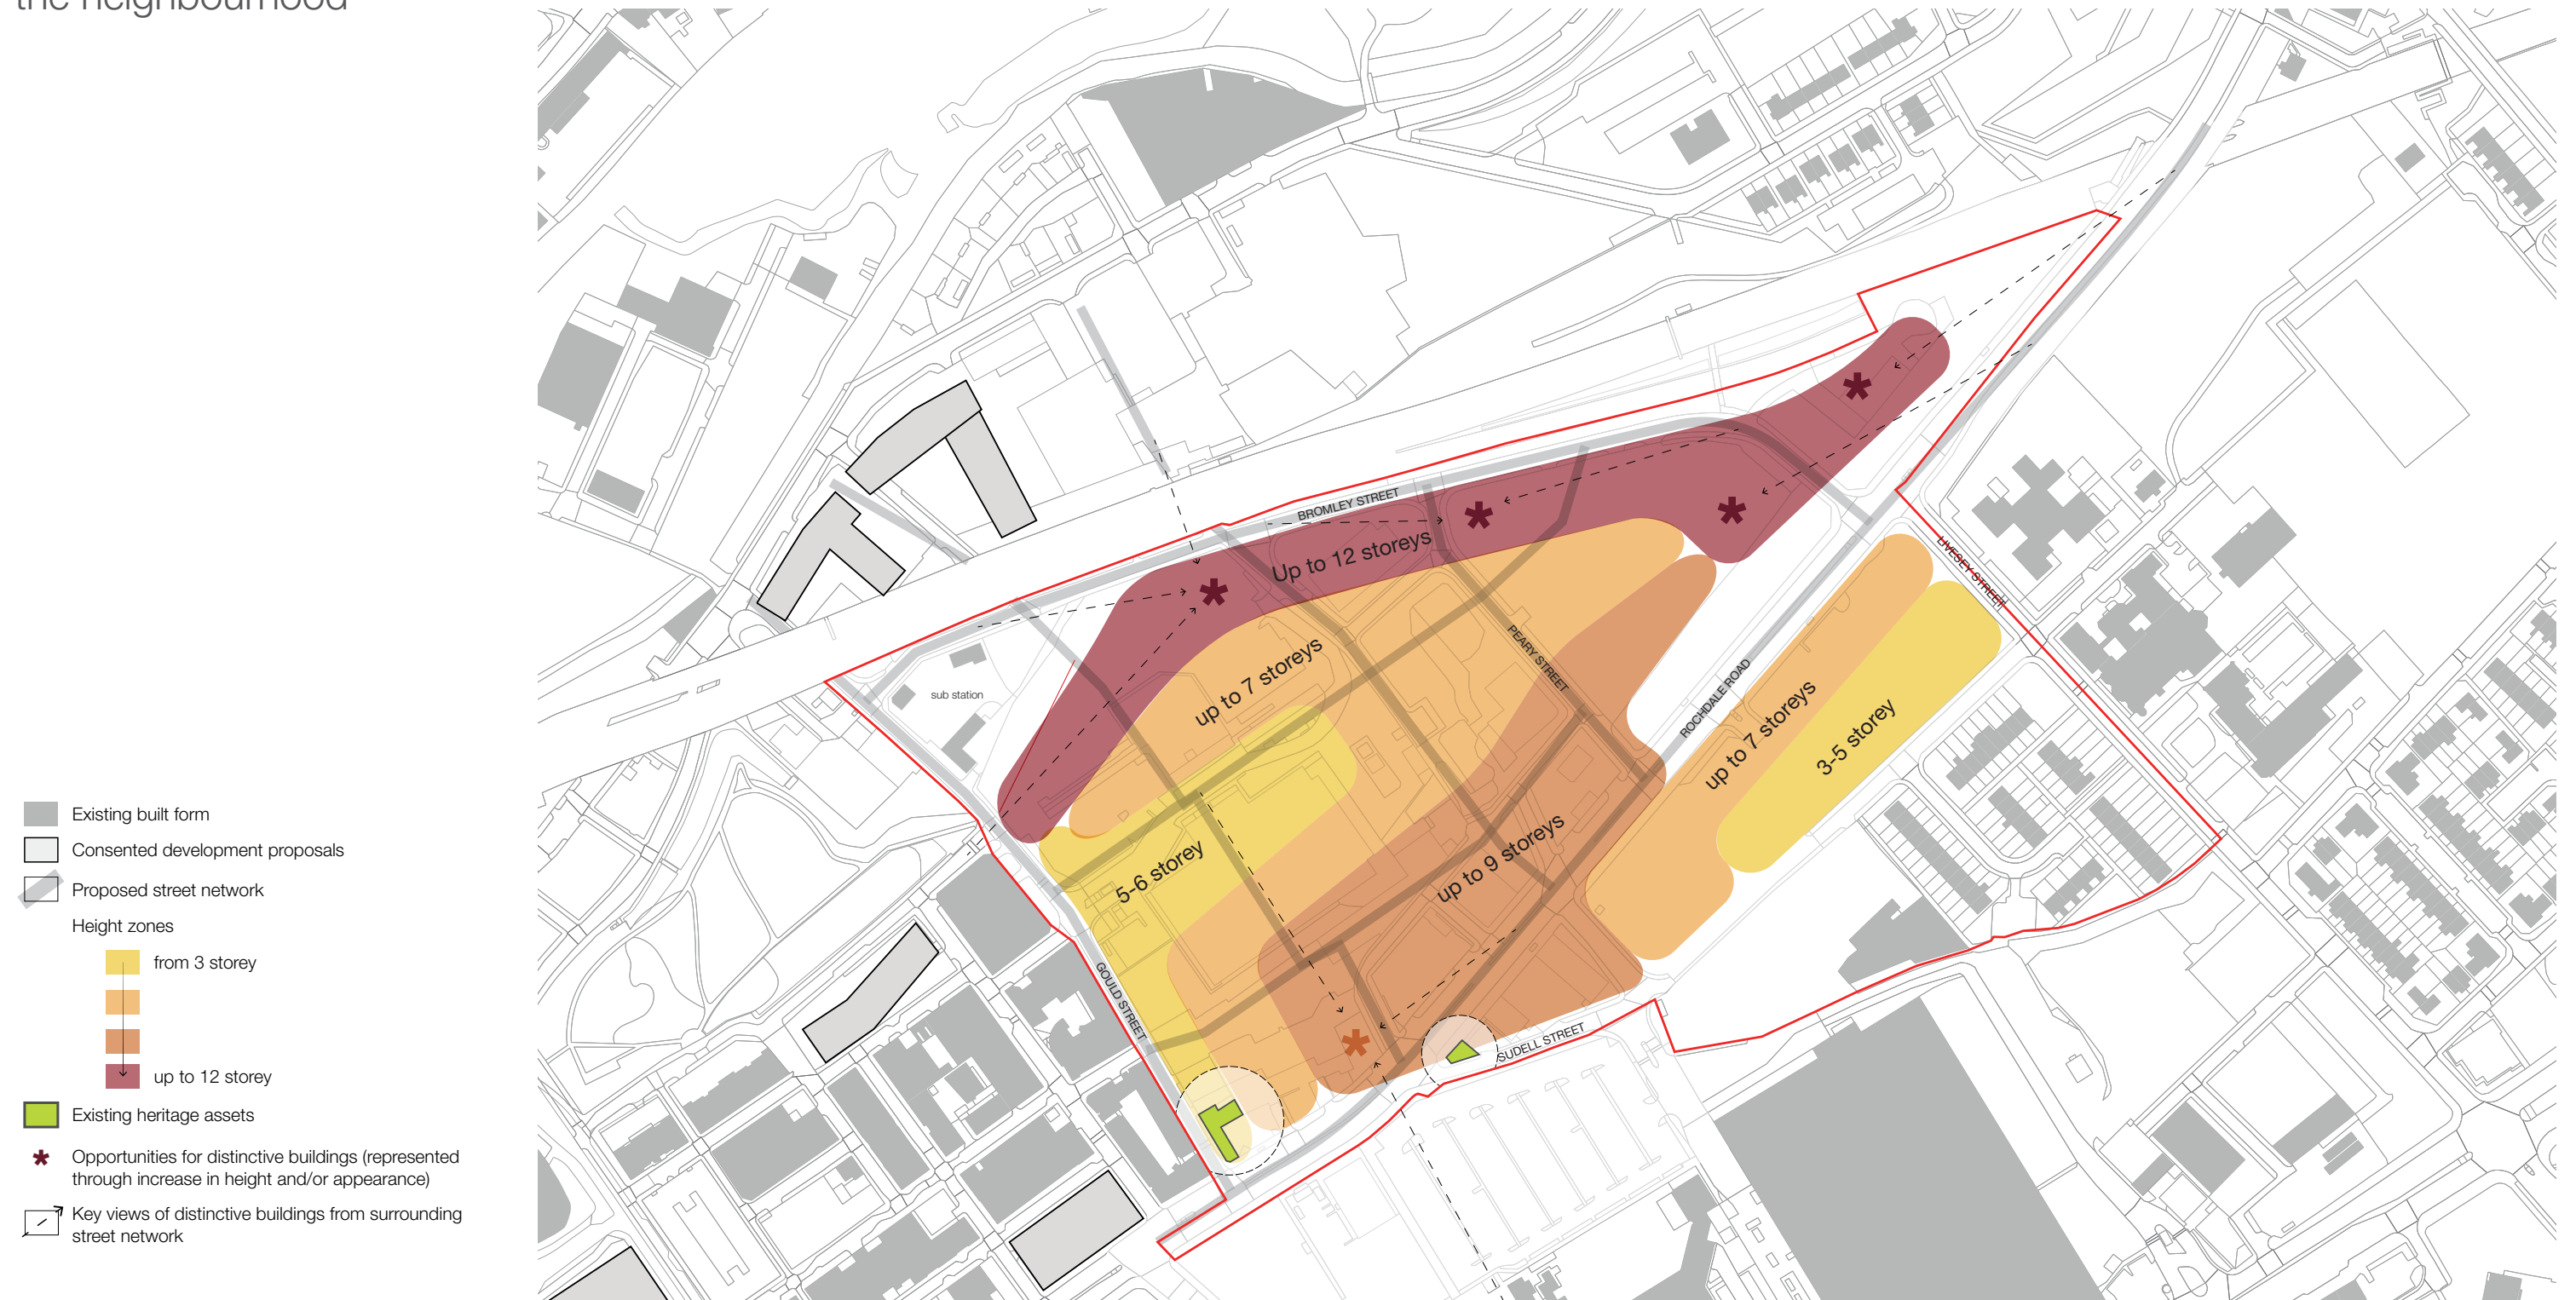 the neighbourhood
Existing built form
Consented development proposals
Proposed street network
Height zones
from 3 storey
up to 12 storey
Existing heritage assets
Opportunities for distinctive buildings (represented
through increase in height and/or appearance)
Key views of distinctive buildings from surrounding
street network
BROMLEY STREET
Up to 12 storeys
LIVESEY STREET
PEARY STREET
up to 7 storeys
sub station
ROCHDALE ROAD
up to 7 storeys
3-5 storey
5-6 storey
up to 9 storeys
GOULD STREET
SUDELL STREET